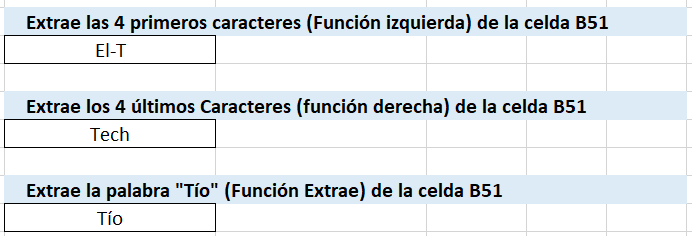 Extrae las 4 primeros caracteres (Función izquierda) de la celda B51
El-T
Extrae los 4 últimos Caracteres (función derecha) de la celda B51
Tech
Extrae la palabra "Tío" (Función Extrae) de la celda B51
Tío